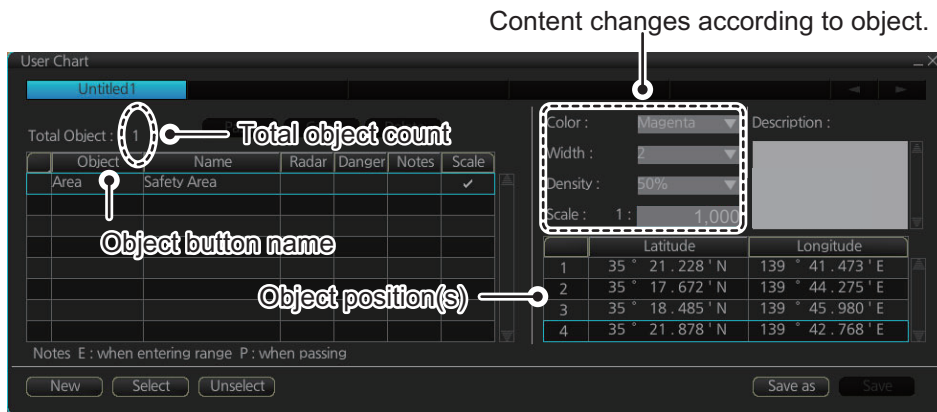 Content changes according to object.
User Chart
Untitled1
Total Object : 1
Total object count
Object Name Radar Danger Notes Scale
Area Safety Area ✓
Object button name
Object position(s)
Notes E : when entering range P : when passing
Color : Magenta Description :
Width : 2
Density : 50%
Scale : 1 : 1,000
Latitude Longitude
1 35 ° 21 . 228 ' N 139 ° 41 . 473 ' E
2 35 ° 17 . 672 ' N 139 ° 44 . 275 ' E
3 35 ° 18 . 485 ' N 139 ° 45 . 980 ' E
4 35 ° 21 . 878 ' N 139 ° 42 . 768 ' E
New Select Unselect Save as Save